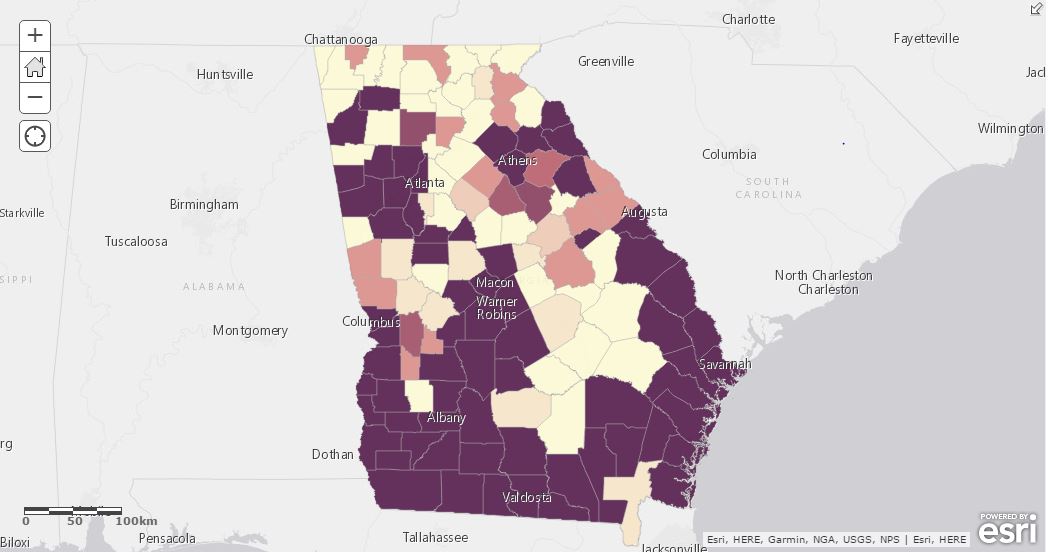 Charlotte
Chattanooga
Fayetteville
+
Greenville
Huntsville
−
Wilmington
Columbia
Athens
Atlanta
SOUTH
CAROLINA
Birmingham
Starkville
Augusta
Tuscaloosa
North Charleston
Charleston
SIPPI
ALABAMA
Macon
Warner
Robins
Columbus
Montgomery
Savannah
Albany
rg
Dothan
Valdosta
0 50 100km
POWERED BY
esri
Pensacola
Tallahassee
Biloxi
Jacksonville
Esri, HERE, Garmin, NGA, USGS, NPS | Esri, HERE